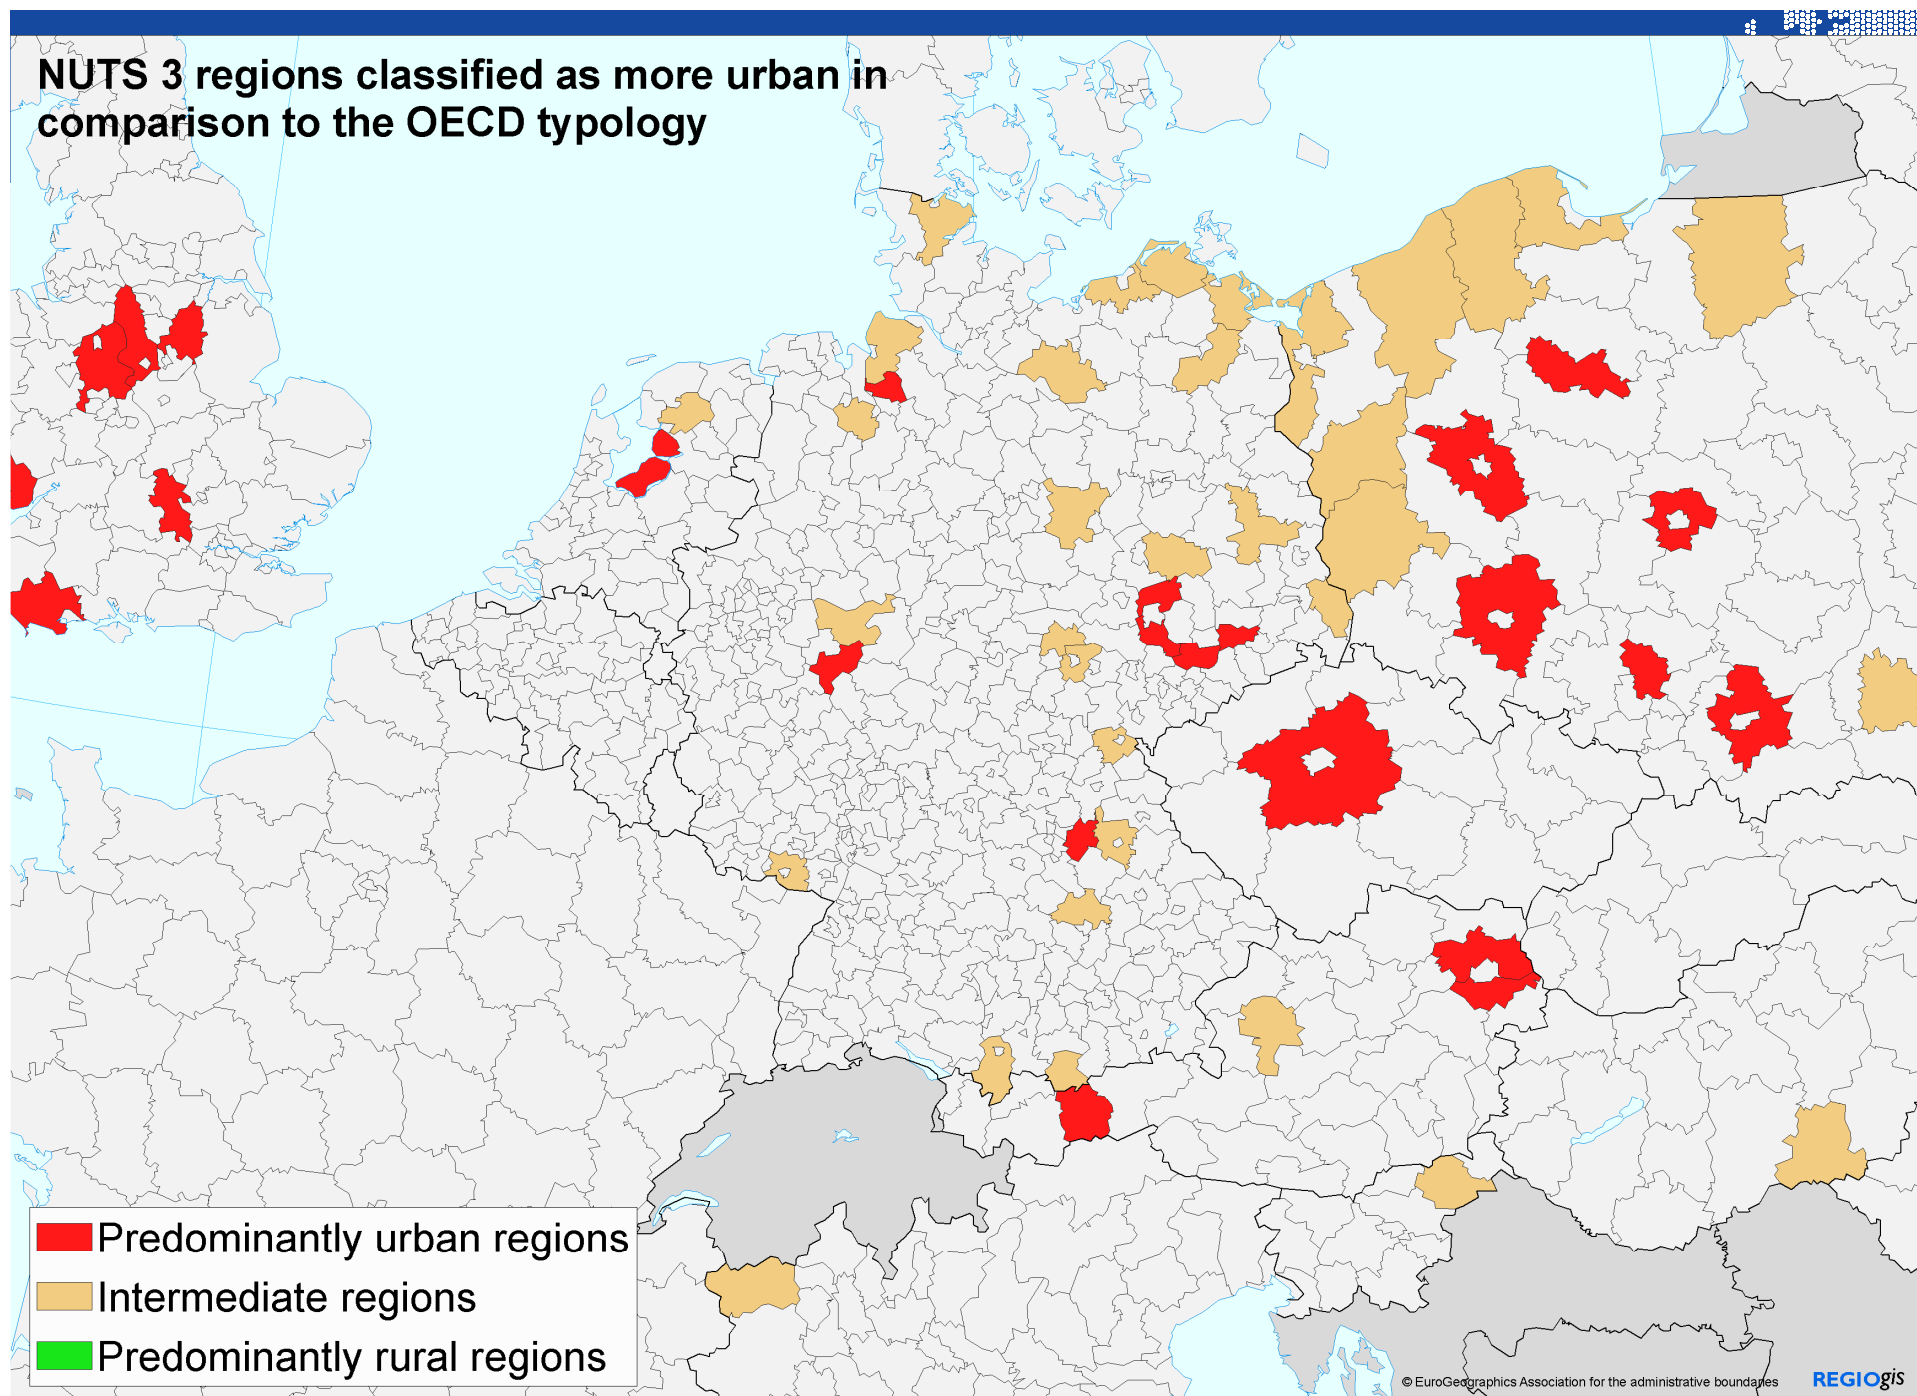 NUTS 3 regions classified as more urban in
comparison to the OECD typology
Predominantly urban regions
Intermediate regions
Predominantly rural regions
© EuroGeographics Association for the administrative boundaries
REGIOgis